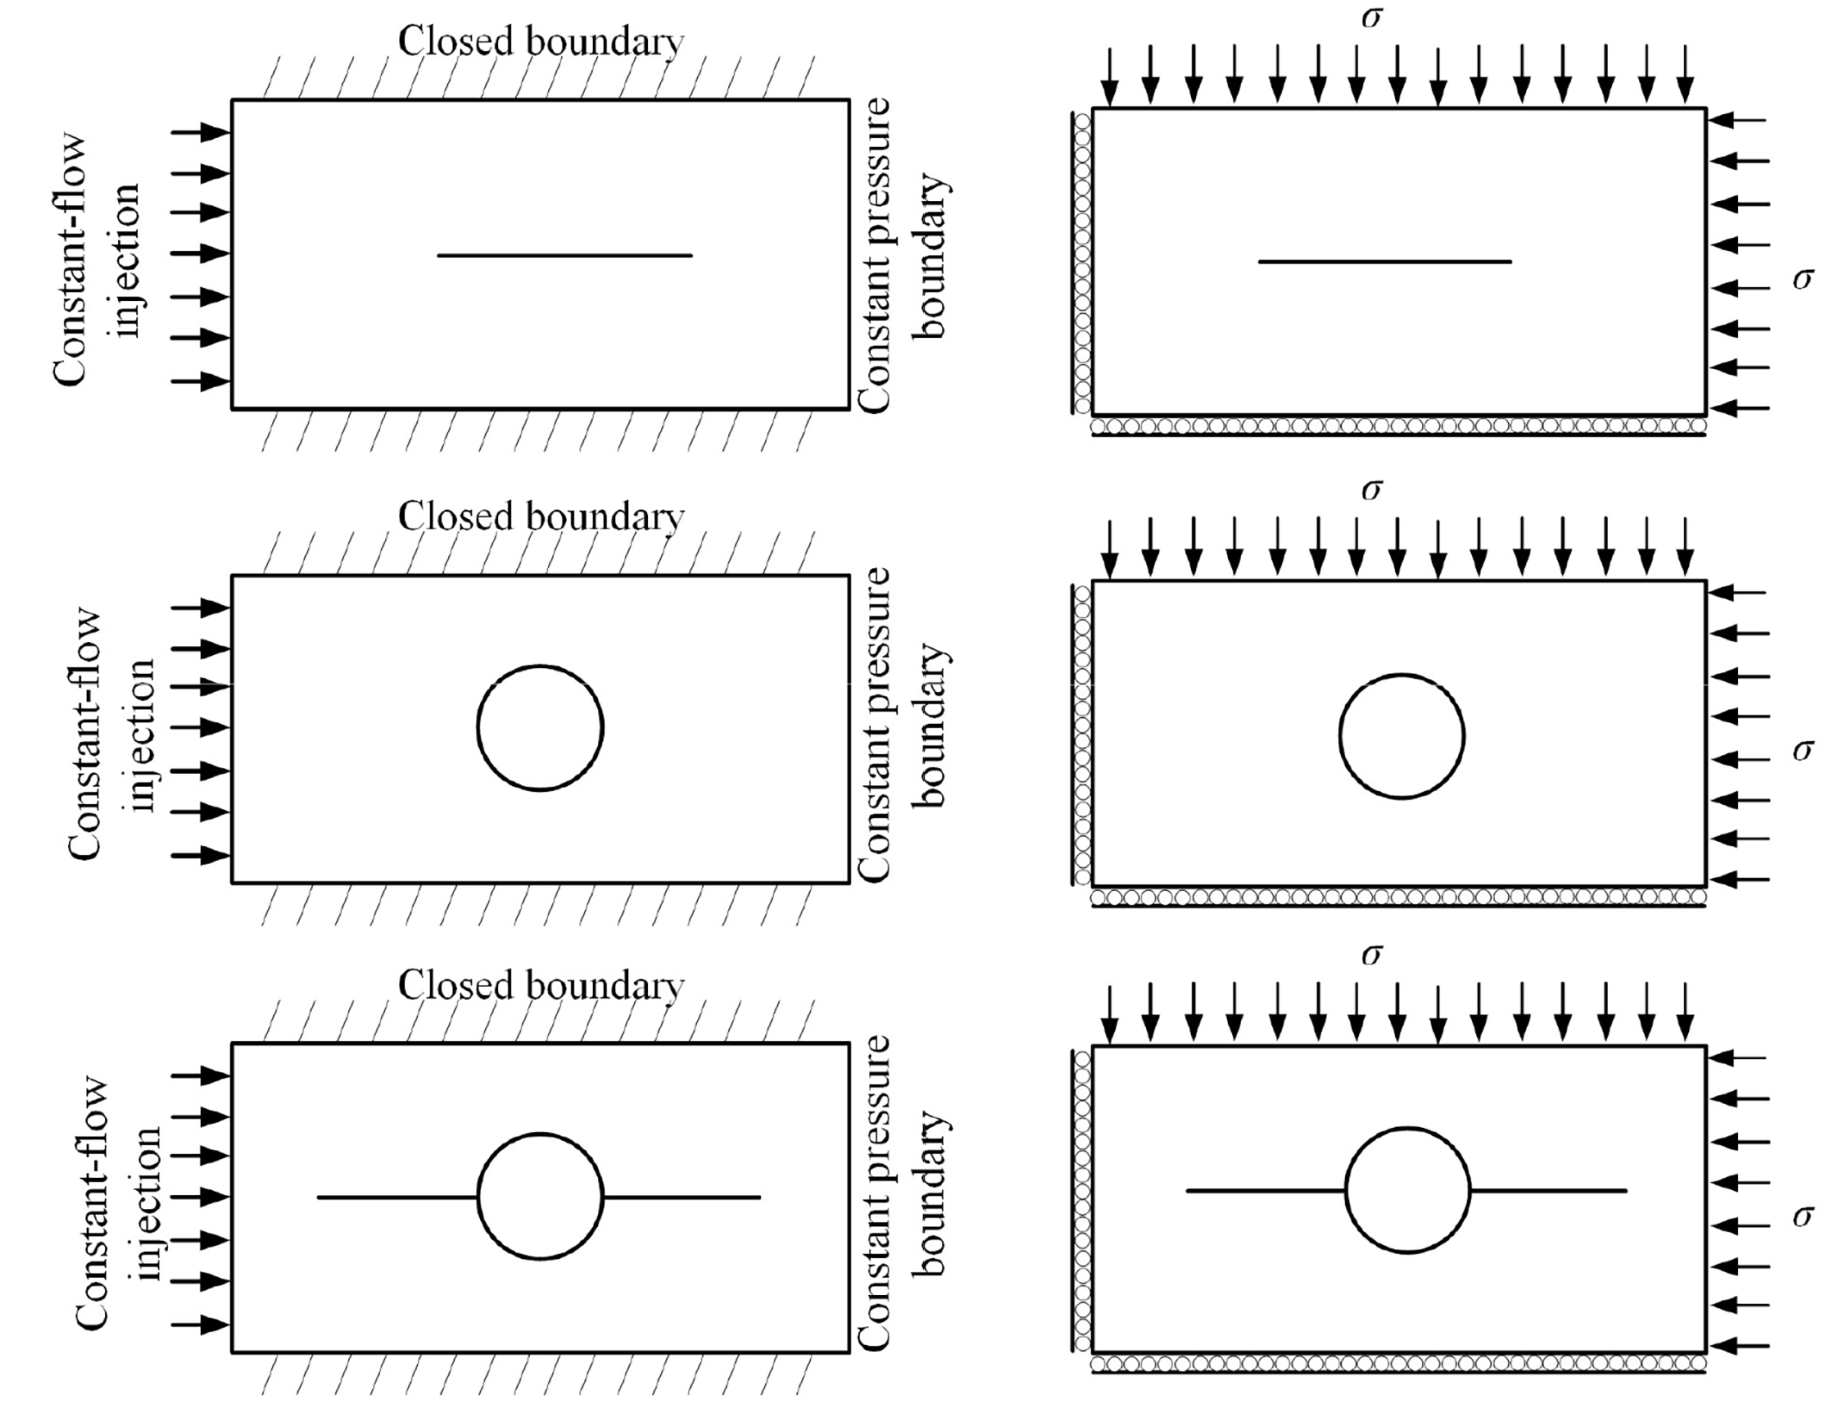 Closed boundary
Constant-flow
injection
Constant pressure
boundary
σ
σ
Closed boundary
Constant-flow
injection
Constant pressure
boundary
σ
σ
Closed boundary
Constant-flow
injection
Constant pressure
boundary
σ
σ